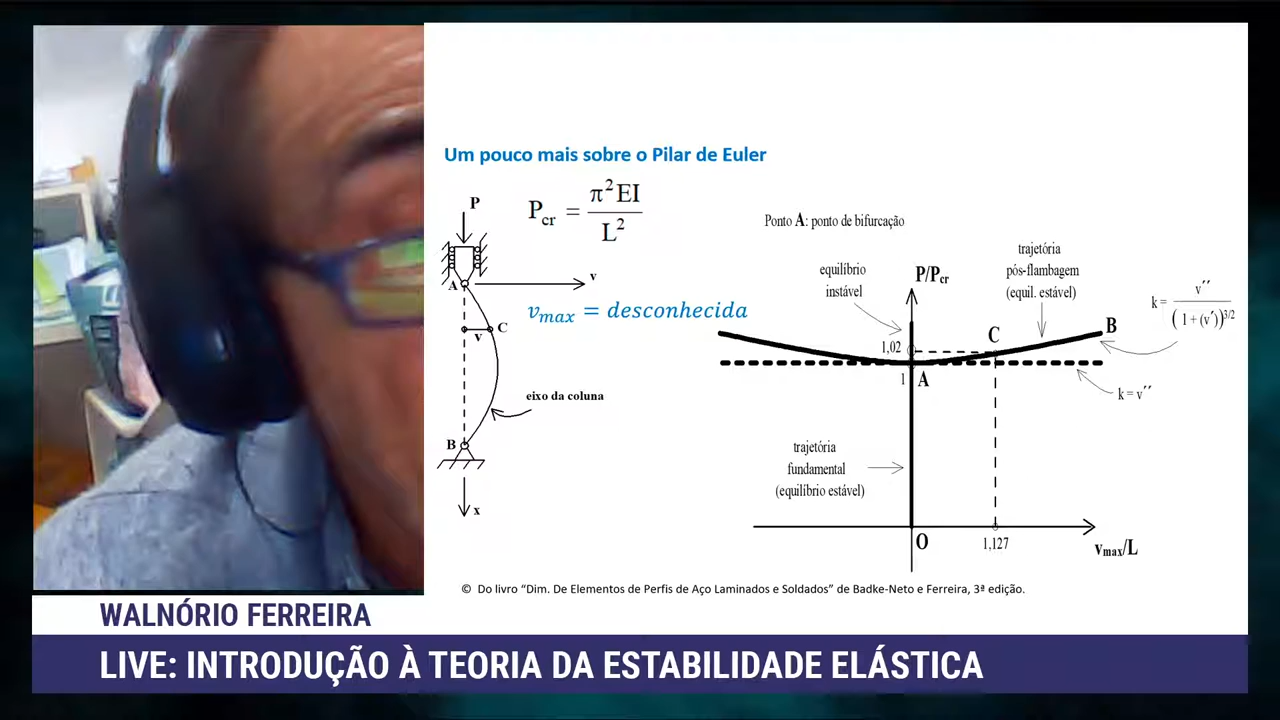 Um pouco mais sobre o Pilar de Euler
P
P_cr = π²EI / L²
A
v
v_max = desconhecida
C
v
eixo da coluna
B
x
Ponto A: ponto de bifurcação
trajetória
pós-flambagem
(equil. estável)
equilíbrio
instável
P/P_cr
k = v´´ / ( 1 + (v´))^3/2
B
C
1,02
1
A
k = v´´
trajetória
fundamental
(equilíbrio estável)
O
1,127
v_max/L
© Do livro “Dim. De Elementos de Perfis de Aço Laminados e Soldados” de Badke-Neto e Ferreira, 3ª edição.
WALNÓRIO FERREIRA
LIVE: INTRODUÇÃO À TEORIA DA ESTABILIDADE ELÁSTICA